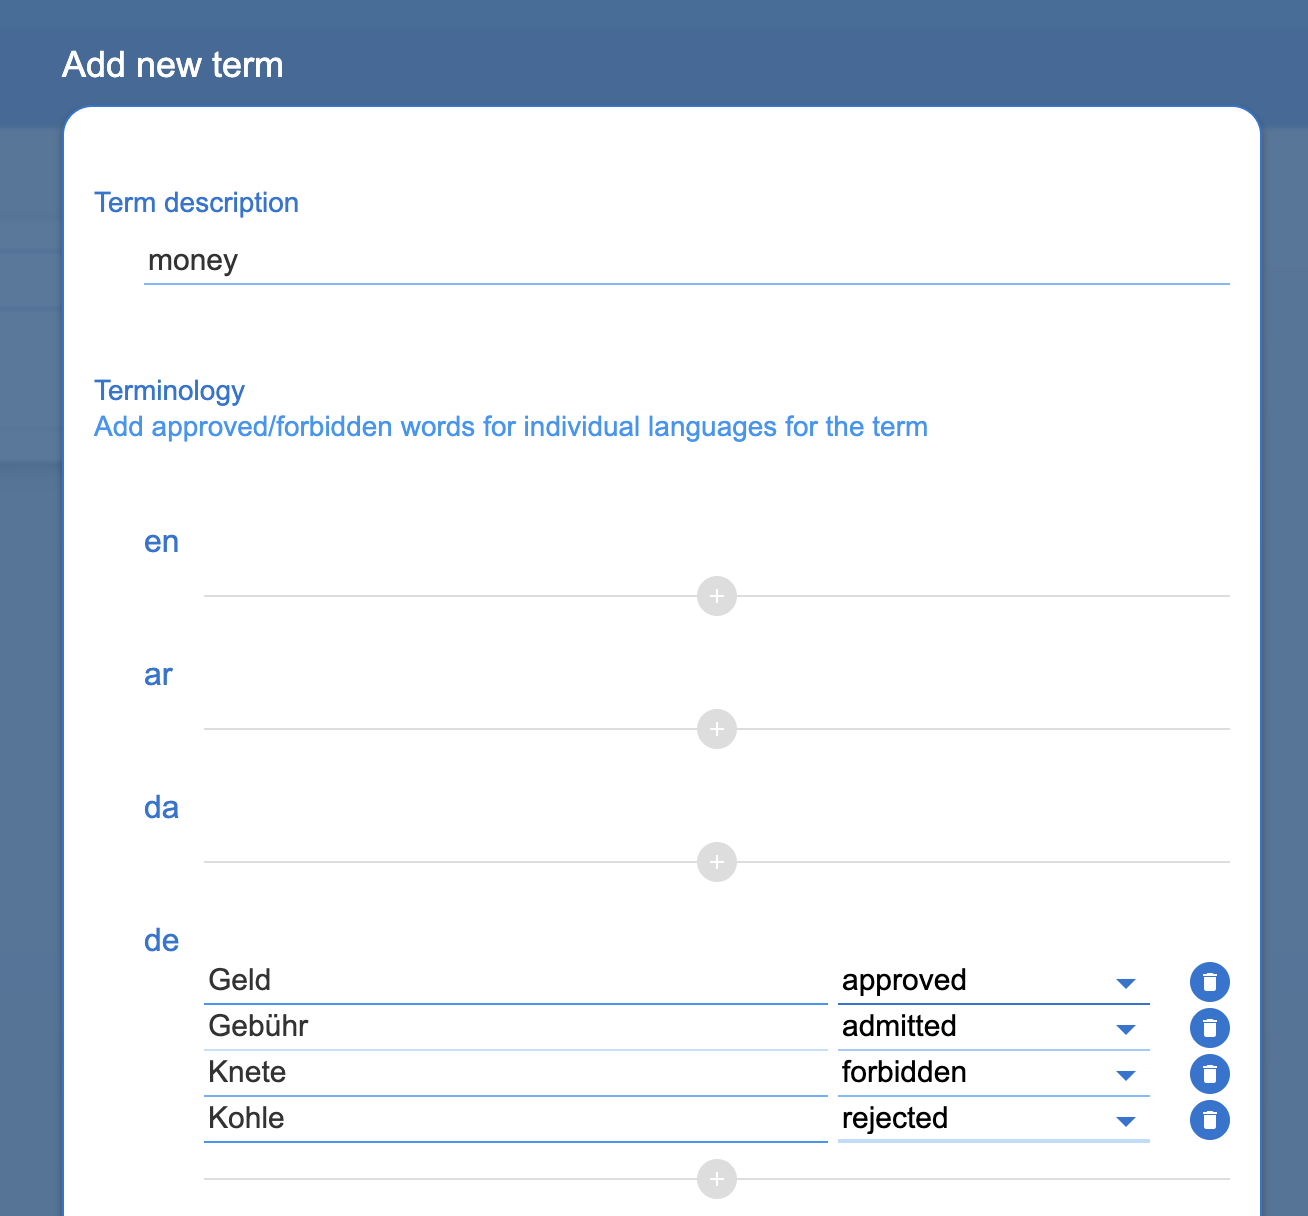 Add new term
Term description
money
Terminology
Add approved/forbidden words for individual languages for the term
en
+
ar
+
da
+
de
Geld approved
Gebühr admitted
Knete forbidden
Kohle rejected
+